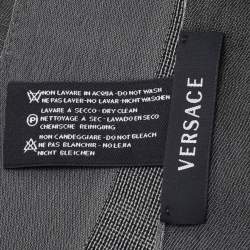 NON LAVARE IN ACQUA-DO NOT WASH
NE PAS LAVER-NO LAVAR-NICHT WASCHEN
LAVARE A SECCO-DRY CLEAN
NETTOYAGE A SEC-LAVADO EN SECO
CHEMISCHE REINIGUNG
NON CANDEGGIARE-DO NOT BLEACH
NE PAS BLANCHIR-NO LEJIA
NICHT BLEICHEN
VERSACE